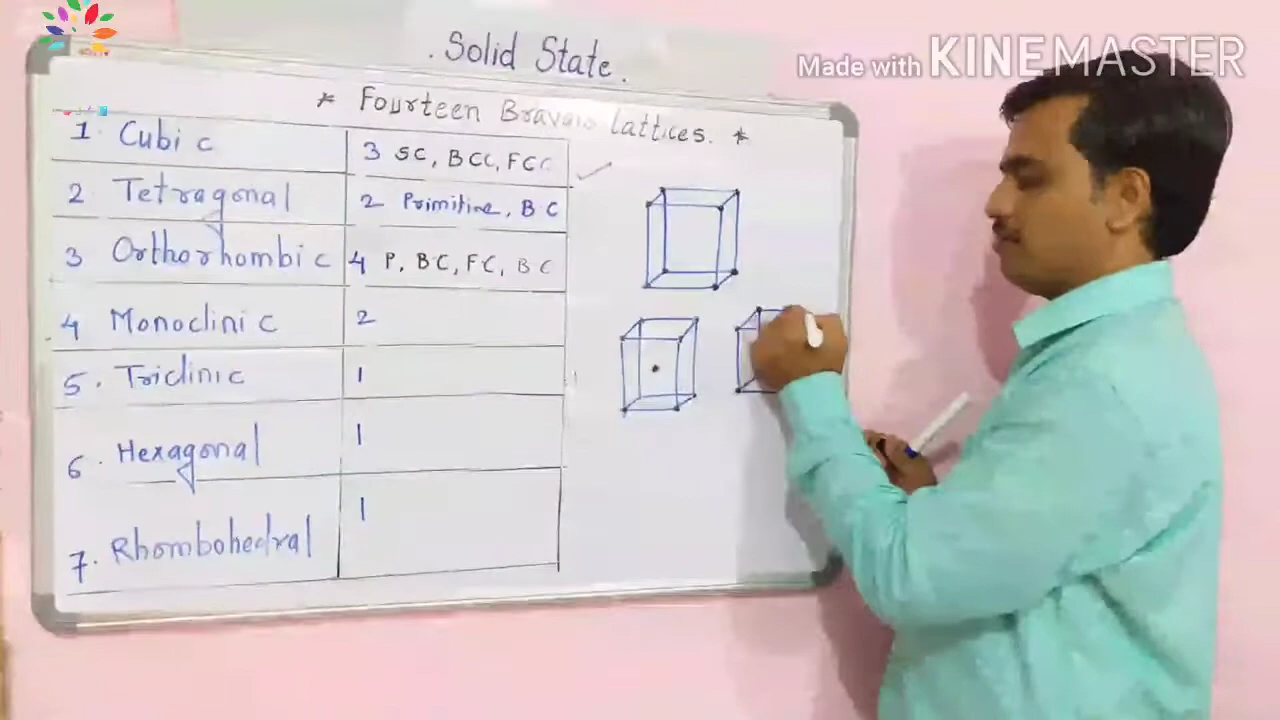 Solid State.
Made with KINEMASTER
* Fourteen Bravais Lattices. *
1. Cubic 3 SC, BCC, FCC
2 Tetragonal 2 Primitine, BC
3 Orthorhombic 4 P, BC, FC, BC
4 Monoclinic 2
5. Triclinic 1
6. Hexagonal 1
7. Rhombohedral 1